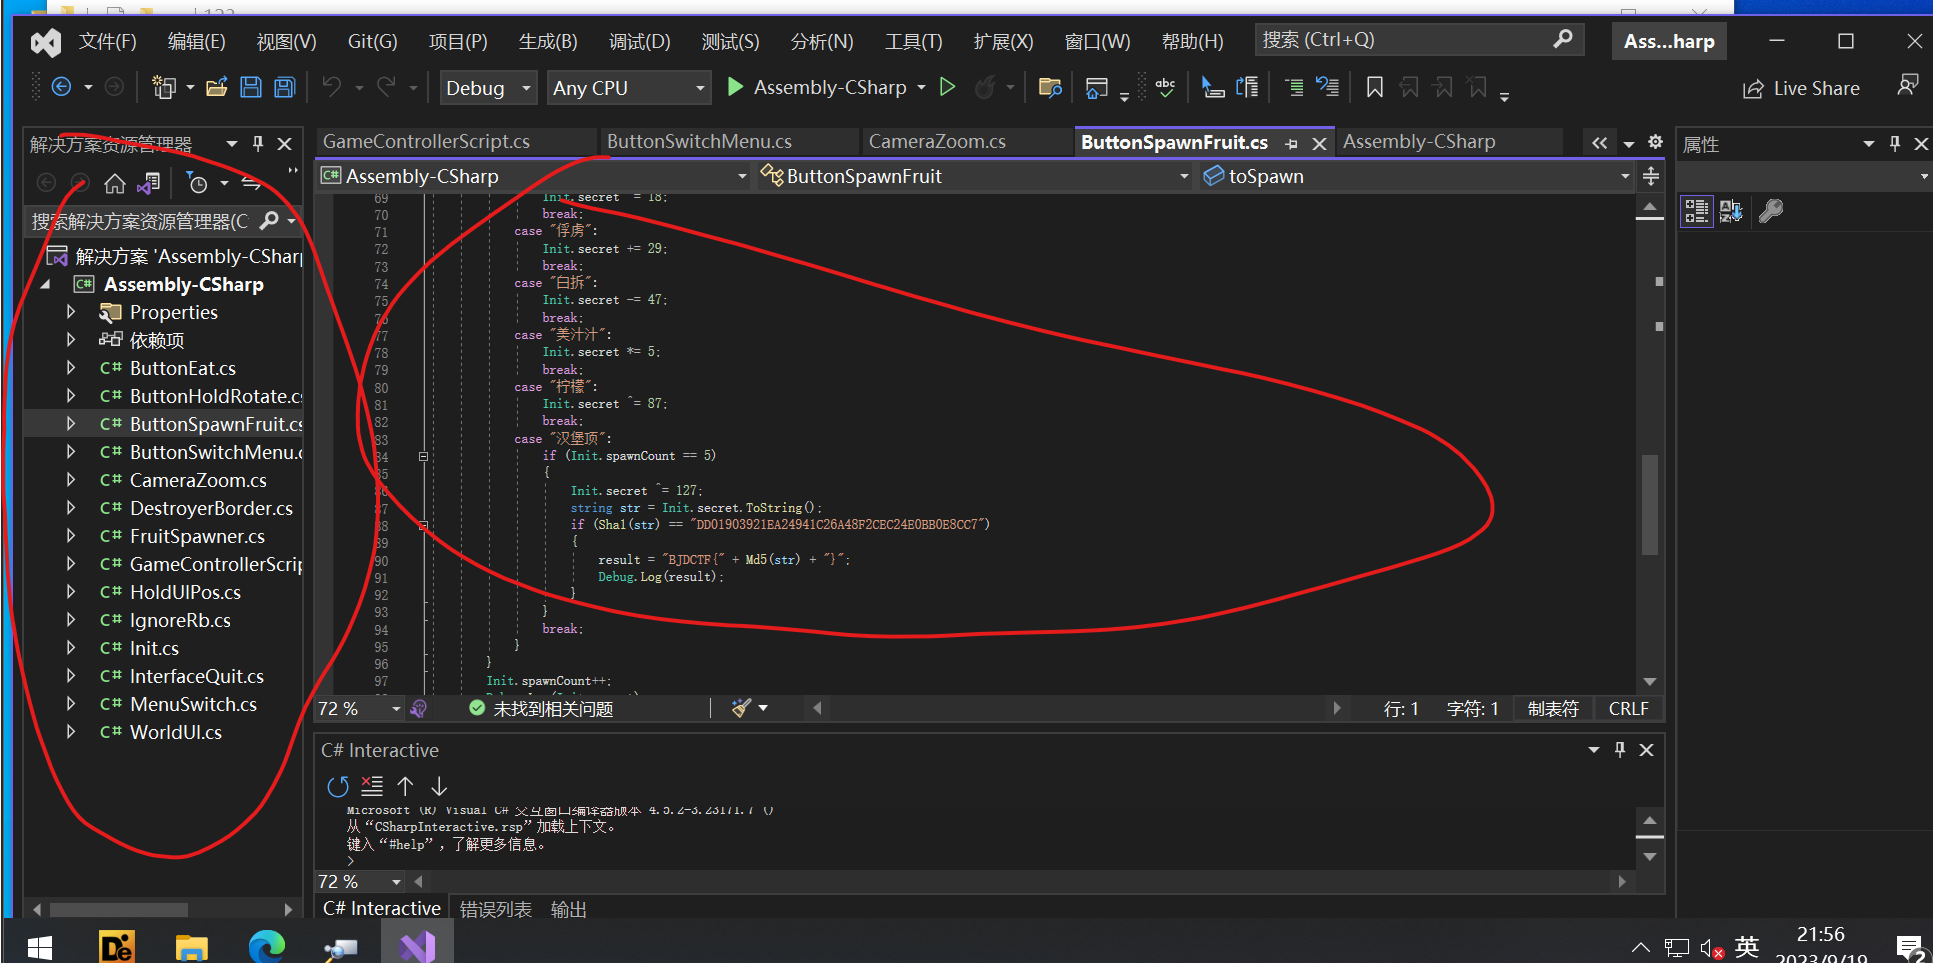 文件(F) 编辑(E) 视图(V) Git(G) 项目(P) 生成(B) 调试(D) 测试(S) 分析(N) 工具(T) 扩展(X) 窗口(W) 帮助(H) 搜索 (Ctrl+Q) Ass...harp
Debug Any CPU Assembly-CSharp Live Share
解决方案资源管理器
搜索解决方案资源管理器(C
解决方案 'Assembly-CShar
Assembly-CSharp
Properties
依赖项
C# ButtonEat.cs
C# ButtonHoldRotate.cs
C# ButtonSpawnFruit.cs
C# ButtonSwitchMenu.c
C# CameraZoom.cs
C# DestroyerBorder.cs
C# FruitSpawner.cs
C# GameControllerScrip
C# HoldUIPos.cs
C# IgnoreRb.cs
C# Init.cs
C# InterfaceQuit.cs
C# MenuSwitch.cs
C# WorldUI.cs
GameControllerScript.cs ButtonSwitchMenu.cs CameraZoom.cs ButtonSpawnFruit.cs Assembly-CSharp
Assembly-CSharp ButtonSpawnFruit toSpawn
69 Init.secret ^= 18;
70 break;
71 case "俘虏":
72 Init.secret += 29;
73 break;
74 case "白拆":
75 Init.secret -= 47;
76 break;
77 case "美汁汁":
78 Init.secret *= 5;
79 break;
80 case "柠檬":
81 Init.secret ^= 87;
82 break;
83 case "汉堡顶":
84 if (Init.spawnCount == 5)
85 {
86 Init.secret ^= 127;
87 string str = Init.secret.ToString();
88 if (Sha1(str) == "DD01903921EA24941C26A48F2CEC24E0BB0E8CC7")
89 {
90 result = "BJDCTF{" + Md5(str) + "}";
91 Debug.Log(result);
92 }
93 }
94 break;
95 }
96 }
97 Init.spawnCount++;
72 % 未找到相关问题 行: 1 字符: 1 制表符 CRLF
C# Interactive
Microsoft (R) Visual C# 交互窗口编译器版本 4.5.2-3.23171.7 ()
从“CSharpInteractive.rsp”加载上下文。
键入“#help”，了解更多信息。
>
72 %
C# Interactive 错误列表 输出
属性
De
英
21:56
2023/9/19
2